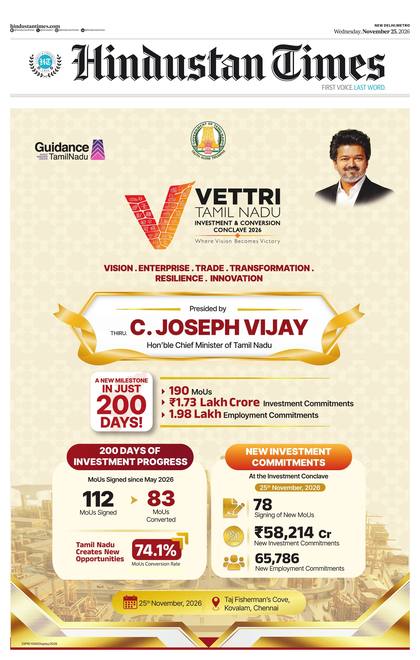 hindustantimes.com
NEW DELHI/METRO
Wednesday, November 25, 2026
HT
Hindustan Times
FIRST VOICE. LAST WORD.
Guidance
TamilNadu
VETTRI
TAMIL NADU
INVESTMENT & CONVERSION
CONCLAVE 2026
Where Vision Becomes Victory
VISION . ENTERPRISE . TRADE . TRANSFORMATION .
RESILIENCE . INNOVATION
Presided by
THIRU. C. JOSEPH VIJAY
Hon'ble Chief Minister of Tamil Nadu
A NEW MILESTONE
IN JUST
200
DAYS!
190 MoUs
₹1.73 Lakh Crore Investment Commitments
1.98 Lakh Employment Commitments
200 DAYS OF
INVESTMENT PROGRESS
MoUs Signed since May 2026
112
MoUs Signed
83
MoUs
Converted
Tamil Nadu
Creates New
Opportunities
74.1%
MoUs Conversion Rate
NEW INVESTMENT
COMMITMENTS
At the Investment Conclave
25th November, 2026
78
Signing of New MoUs
₹58,214 Cr
New Investment Commitments
65,786
New Employment Commitments
25th November, 2026
Taj Fisherman's Cove,
Kovalam, Chennai